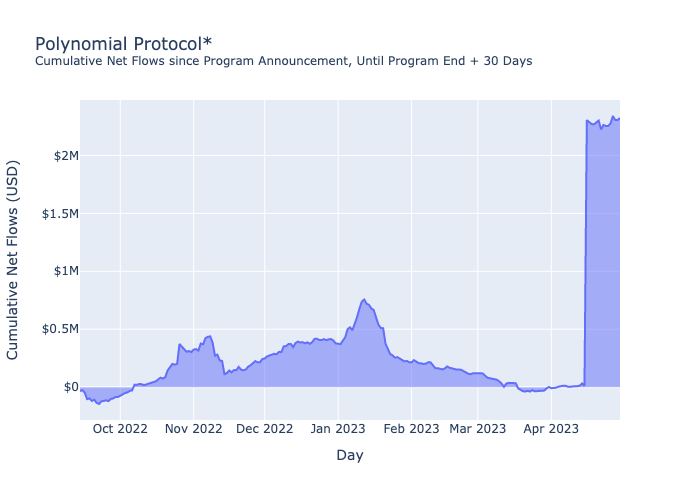 Polynomial Protocol*
Cumulative Net Flows since Program Announcement, Until Program End + 30 Days
Cumulative Net Flows (USD)
$2M
$1.5M
$1M
$0.5M
$0
Oct 2022
Nov 2022
Dec 2022
Jan 2023
Feb 2023
Mar 2023
Apr 2023
Day